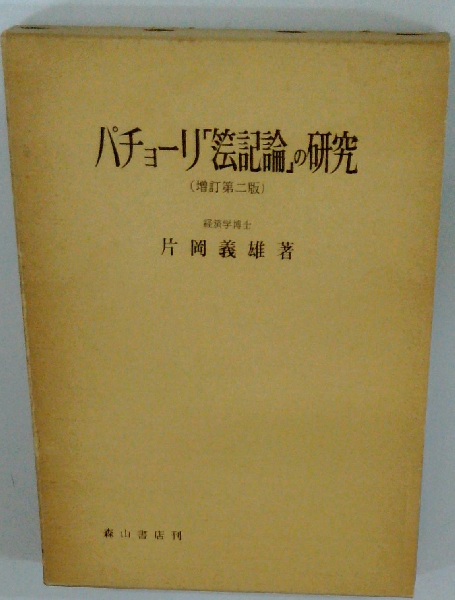 パチョーリ「簿記論」の研究
(増訂第二版)
経済学博士
片岡義雄著
森山書店刊